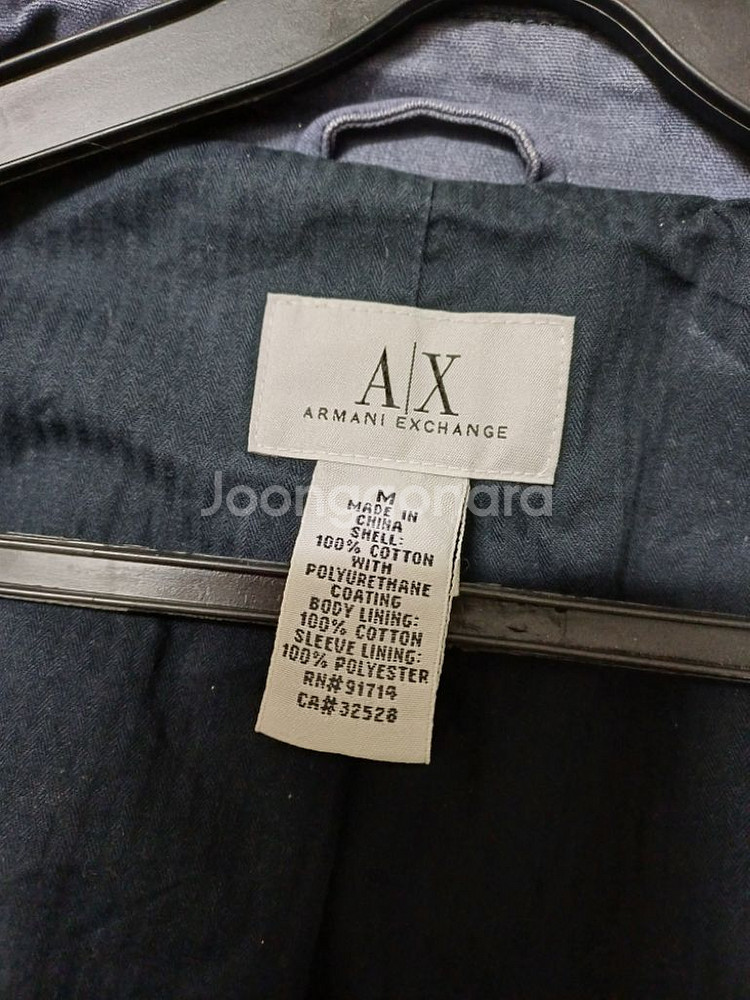 A|X
ARMANI EXCHANGE
Joonggonara
M
MADE IN
CHINA
SHELL:
100% COTTON
WITH
POLYURETHANE
COATING
BODY LINING:
100% COTTON
SLEEVE LINING:
100% POLYESTER
RN#91714
CA#32528